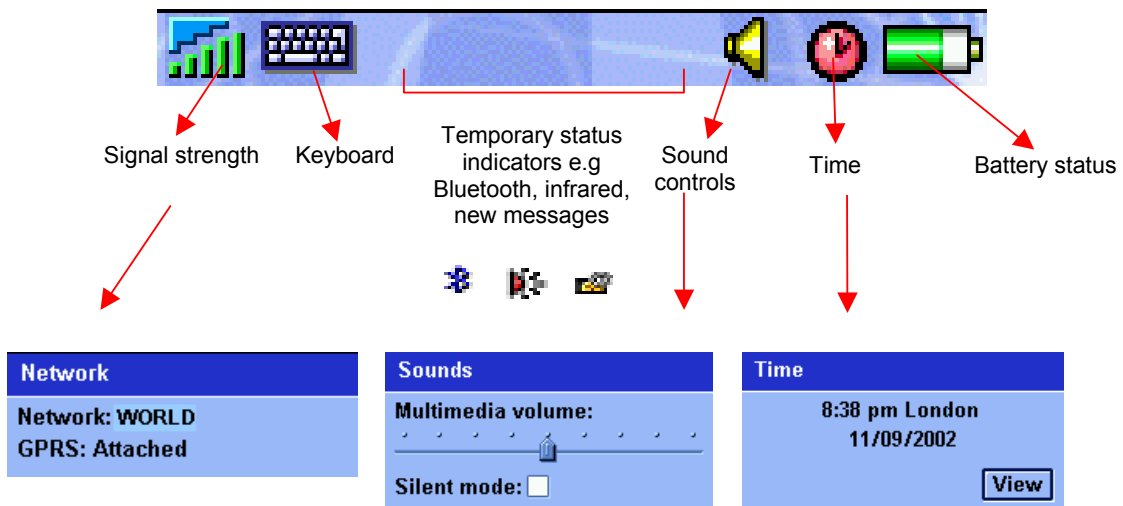 Signal strength
Keyboard
Temporary status
indicators e.g
Bluetooth, infrared,
new messages
Sound
controls
Time
Battery status
Network
Network: WORLD
GPRS: Attached
Sounds
Multimedia volume:
Silent mode:
Time
8:38 pm London
11/09/2002
View